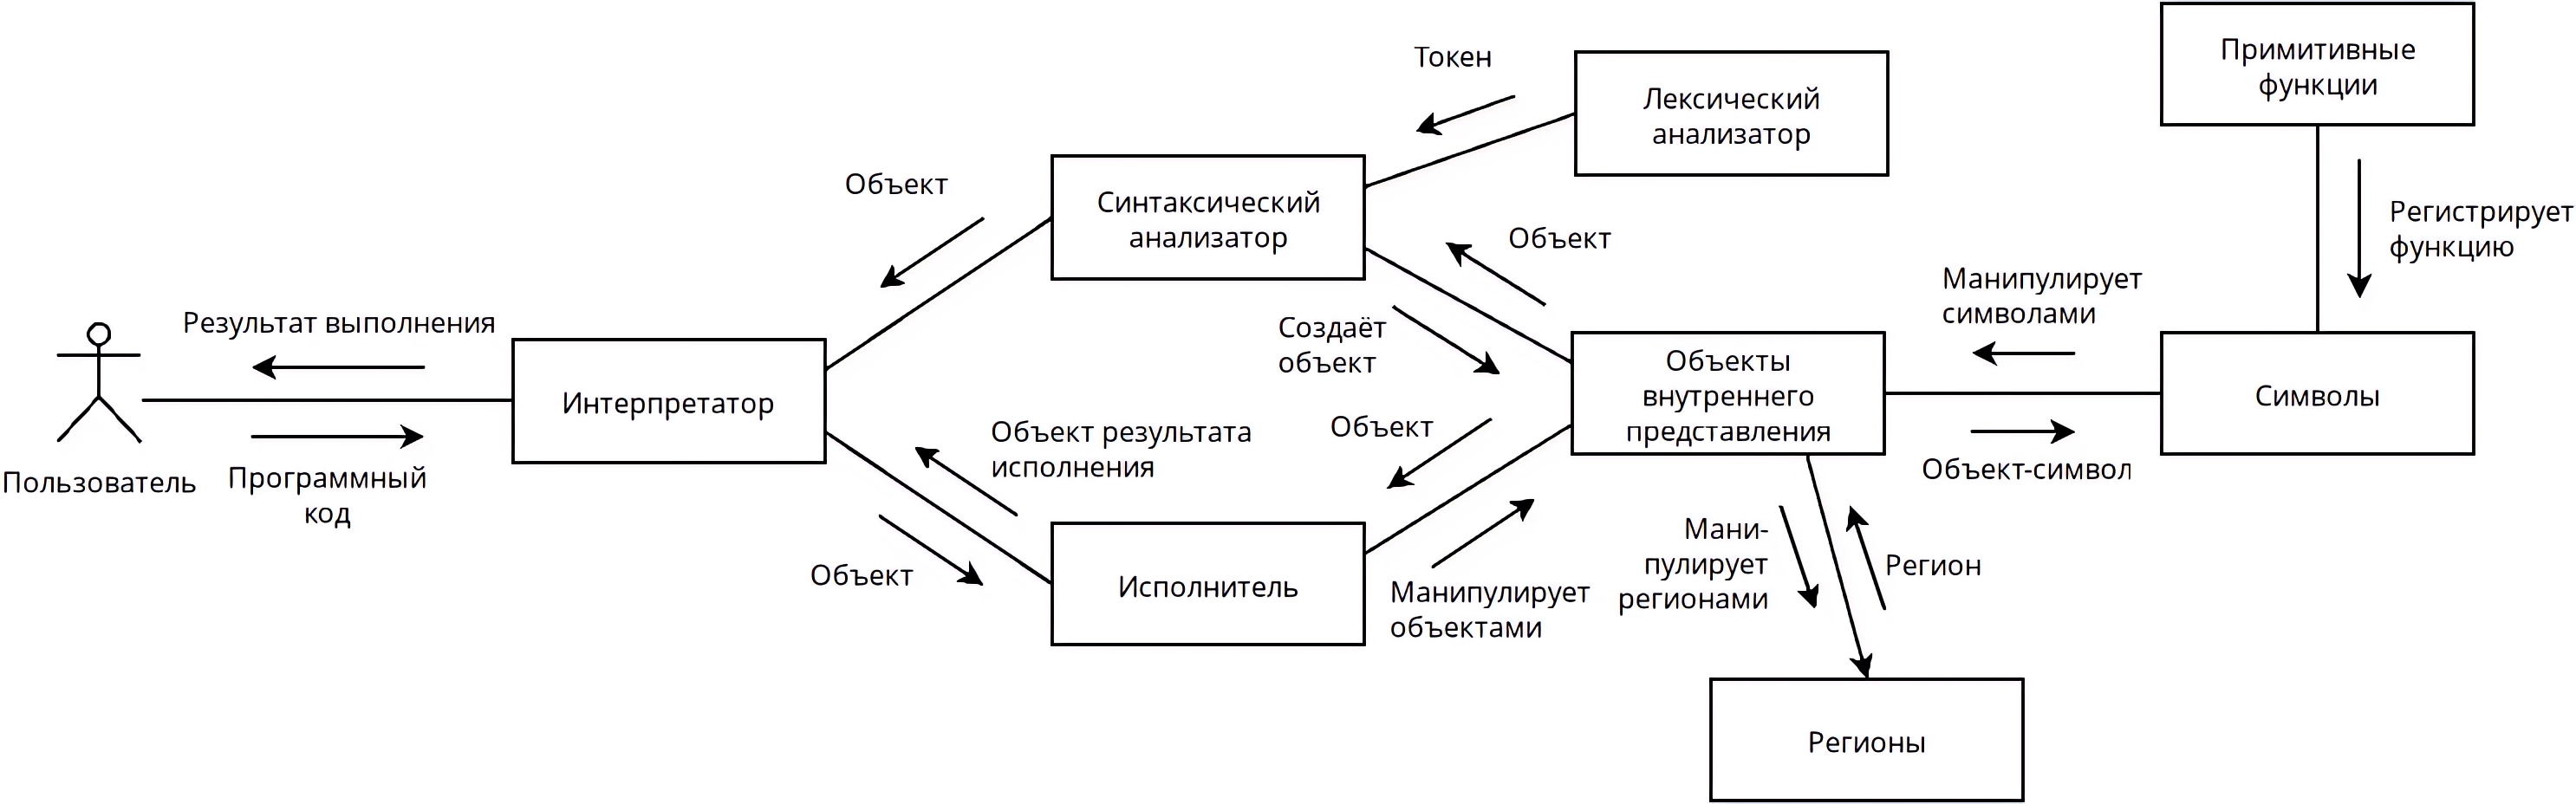 Примитивные
функции
Токен
Лексический
анализатор
Объект
Синтаксический
анализатор
Регистрирует
функцию
Объект
Манипулирует
символами
Результат выполнения
Создаёт
объект
Объекты
внутреннего
представления
Символы
Интерпретатор
Объект результата
исполнения
Объект
Объект-символ
Пользователь
Программный
код
Мани-
пулирует
регионами
Регион
Объект
Исполнитель
Манипулирует
объектами
Регионы